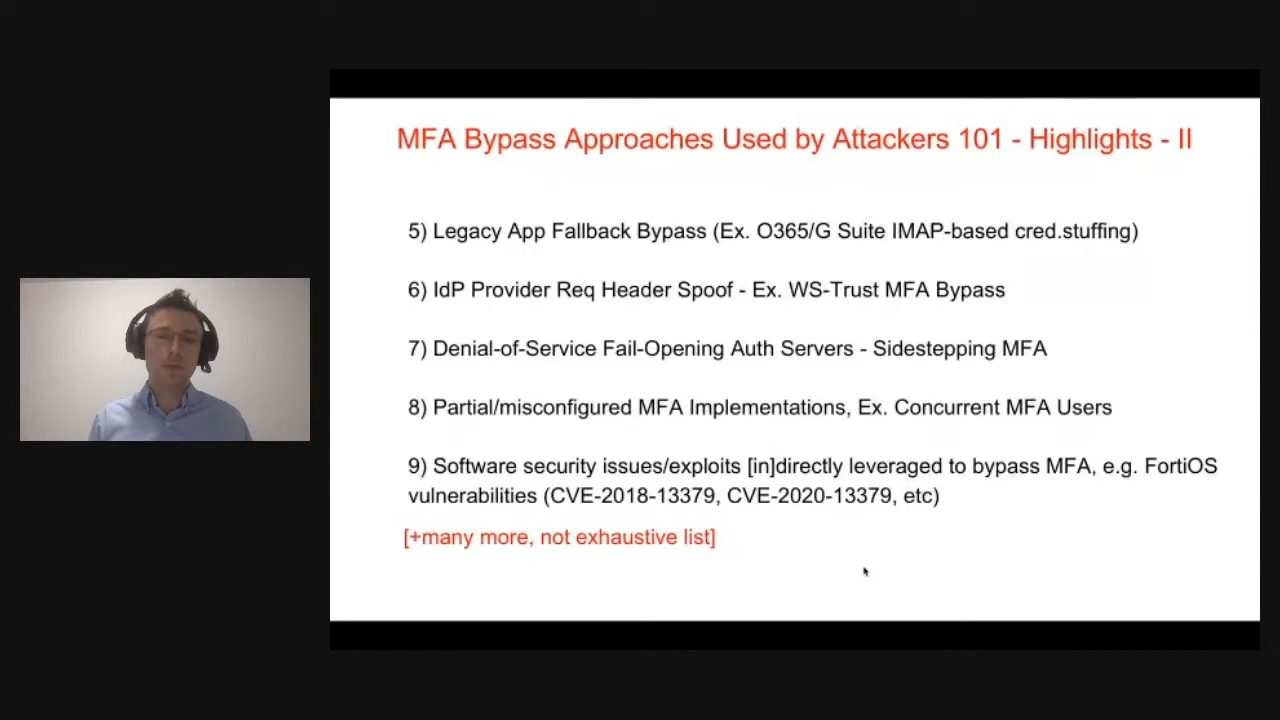 MFA Bypass Approaches Used by Attackers 101 - Highlights - II
5) Legacy App Fallback Bypass (Ex. O365/G Suite IMAP-based cred.stuffing)
6) IdP Provider Req Header Spoof - Ex. WS-Trust MFA Bypass
7) Denial-of-Service Fail-Opening Auth Servers - Sidestepping MFA
8) Partial/misconfigured MFA Implementations, Ex. Concurrent MFA Users
9) Software security issues/exploits [in]directly leveraged to bypass MFA, e.g. FortiOS
vulnerabilities (CVE-2018-13379, CVE-2020-13379, etc)
[+many more, not exhaustive list]